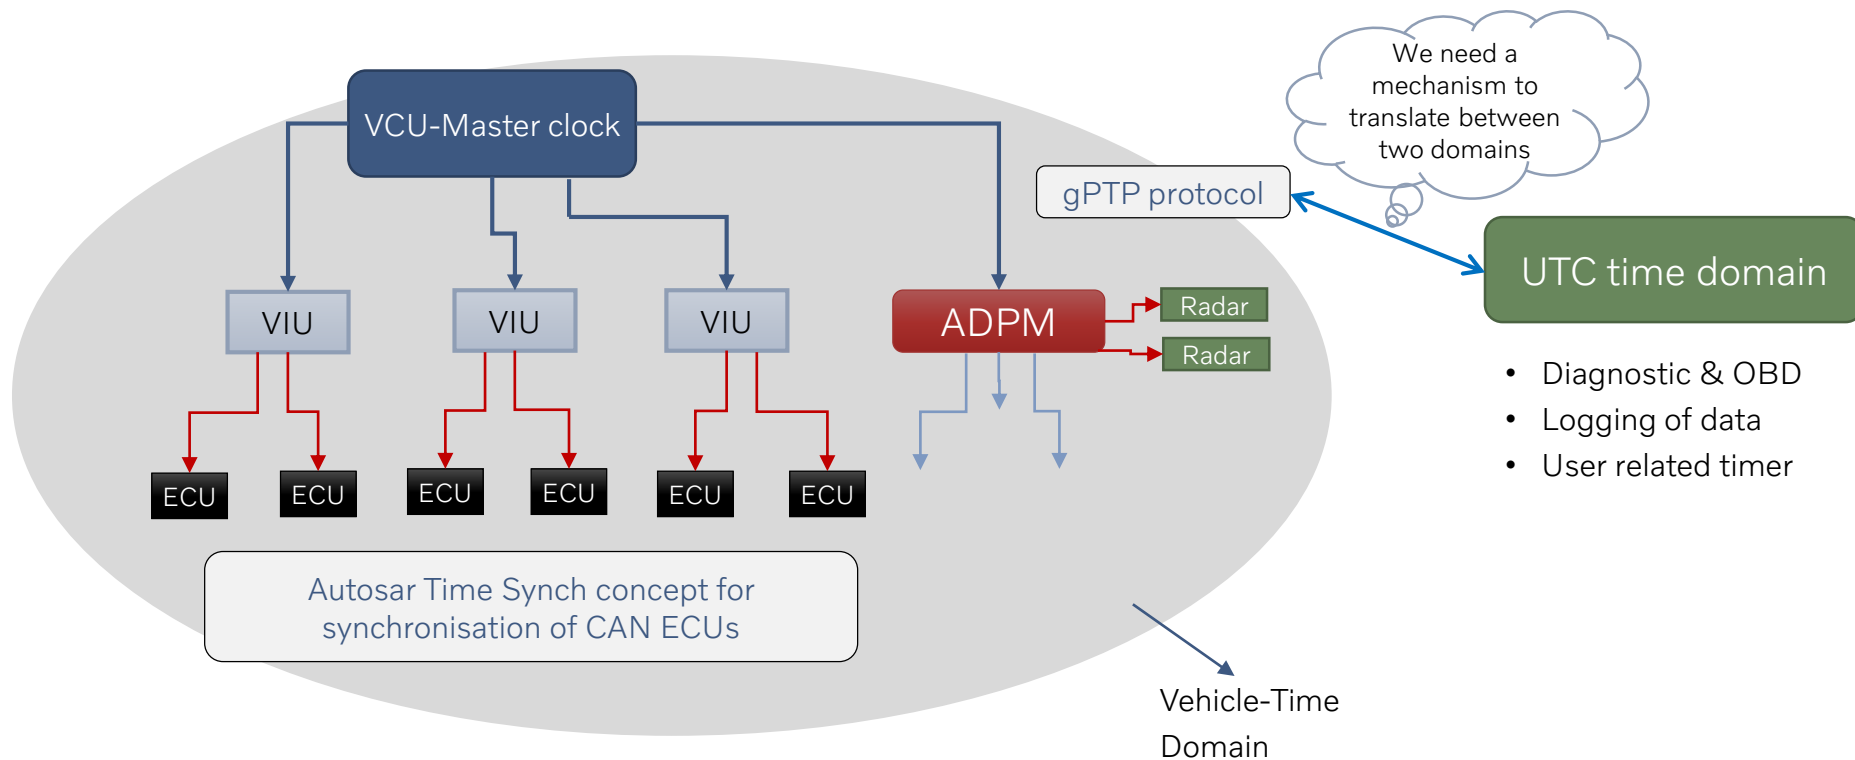 We need a
mechanism to
translate between
two domains
VCU-Master clock
gPTP protocol
UTC time domain
VIU
VIU
VIU
ADPM
Radar
Radar
• Diagnostic & OBD
• Logging of data
• User related timer
ECU
ECU
ECU
ECU
ECU
ECU
Autosar Time Synch concept for
synchronisation of CAN ECUs
Vehicle-Time
Domain